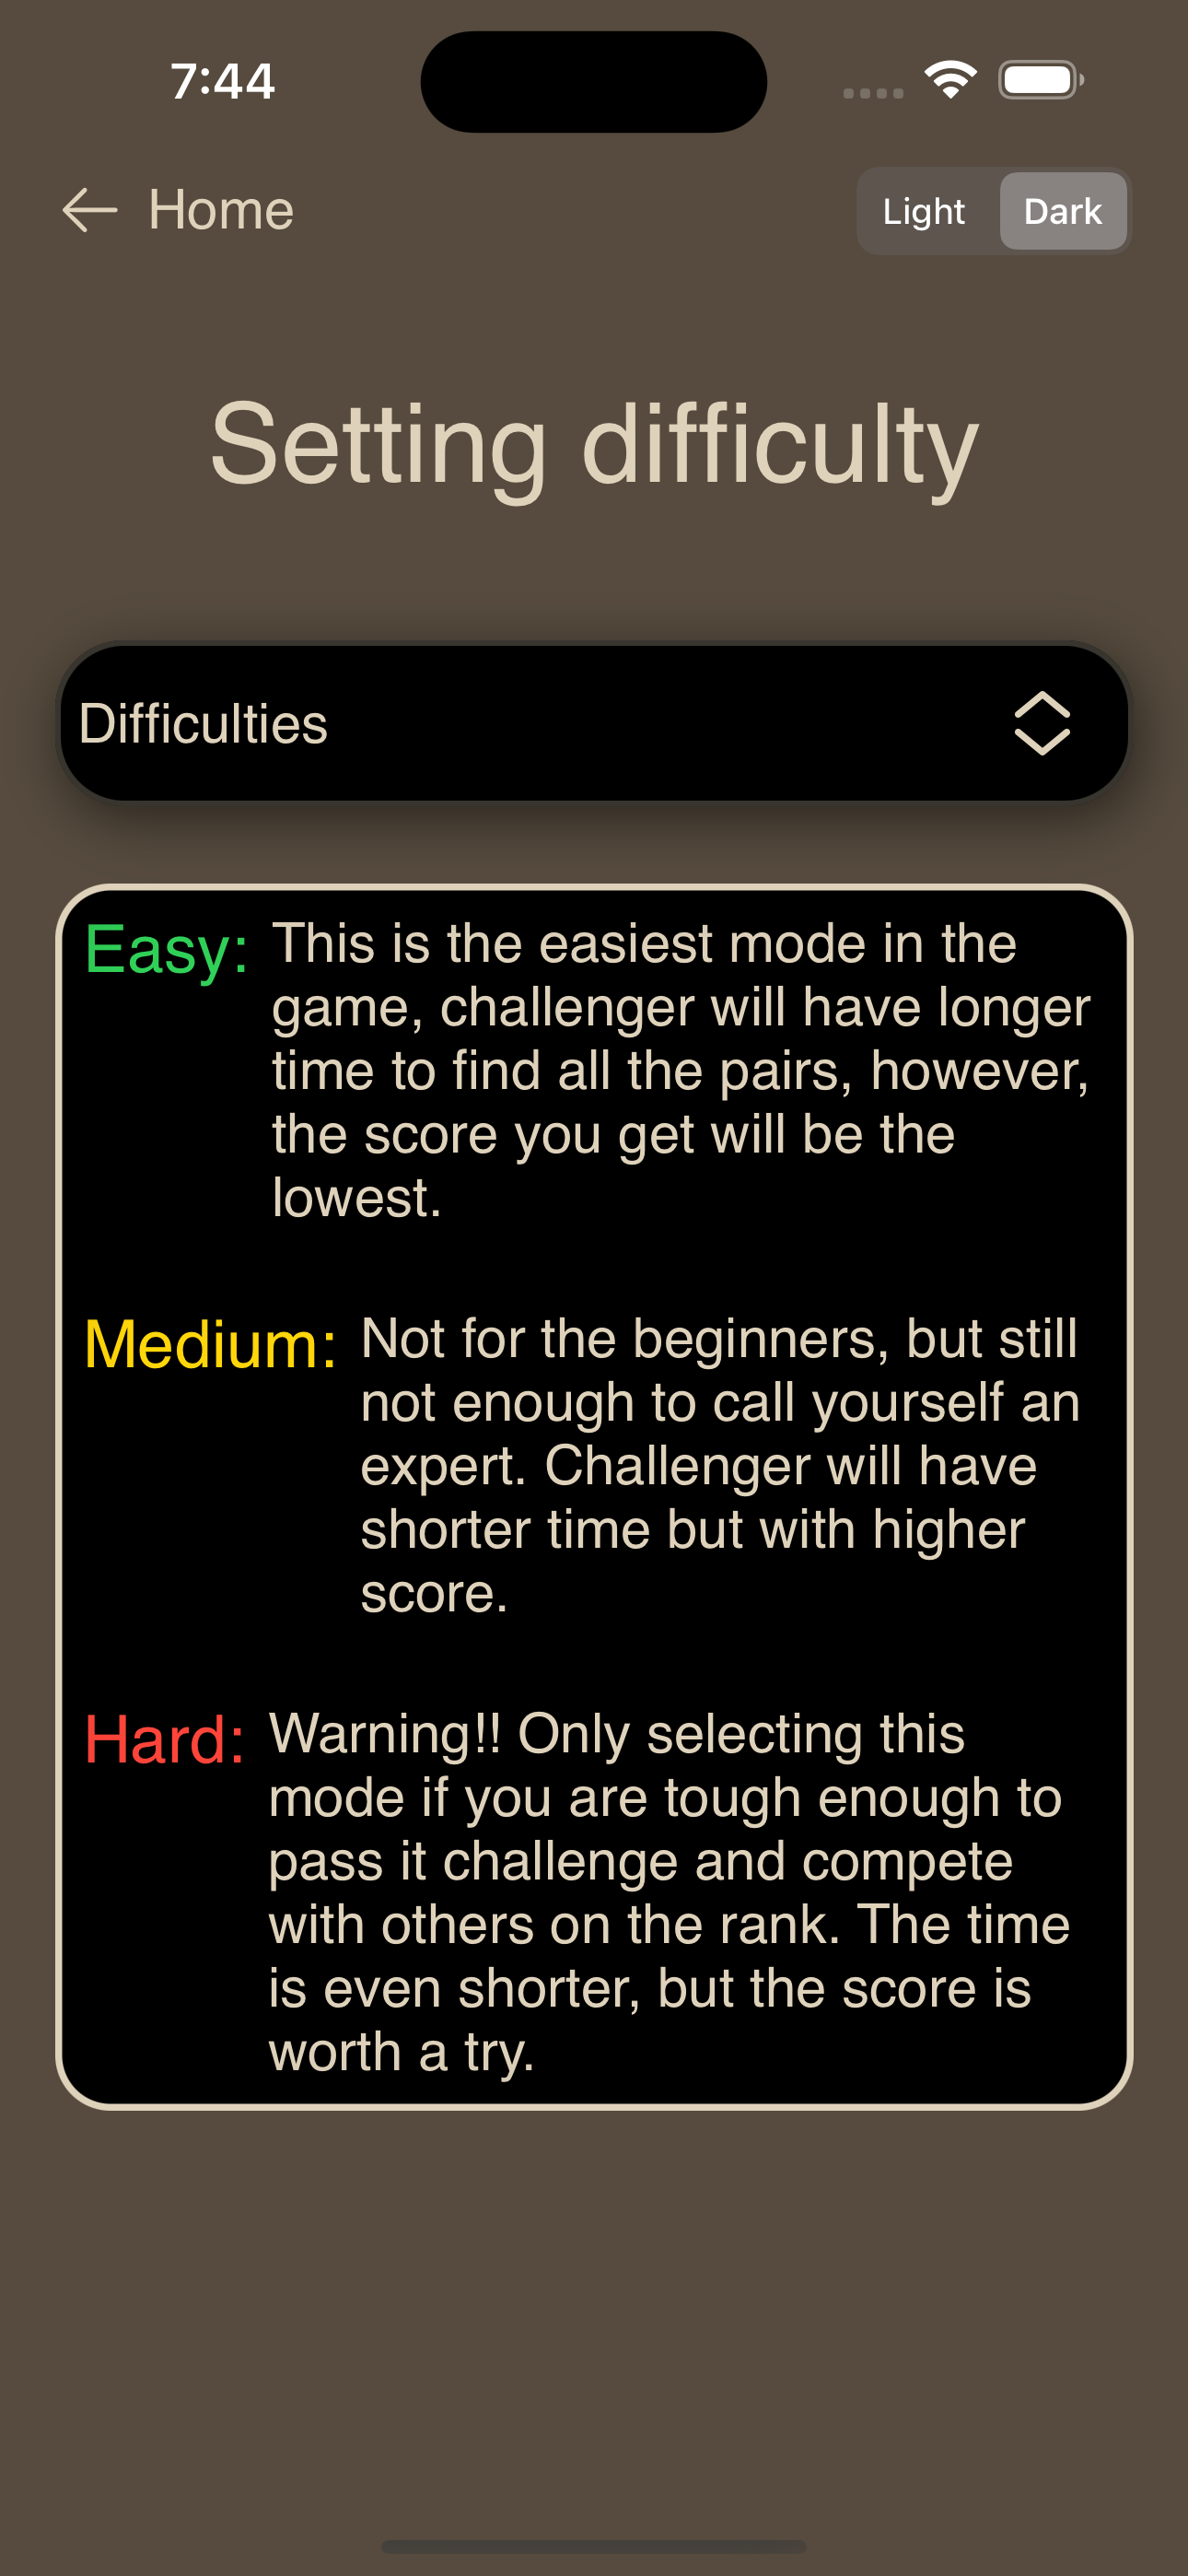 7:44
Home
Light
Dark
Setting difficulty
Difficulties
Easy:
This is the easiest mode in the
game, challenger will have longer
time to find all the pairs, however,
the score you get will be the
lowest.
Medium:
Not for the beginners, but still
not enough to call yourself an
expert. Challenger will have
shorter time but with higher
score.
Hard:
Warning!! Only selecting this
mode if you are tough enough to
pass it challenge and compete
with others on the rank. The time
is even shorter, but the score is
worth a try.